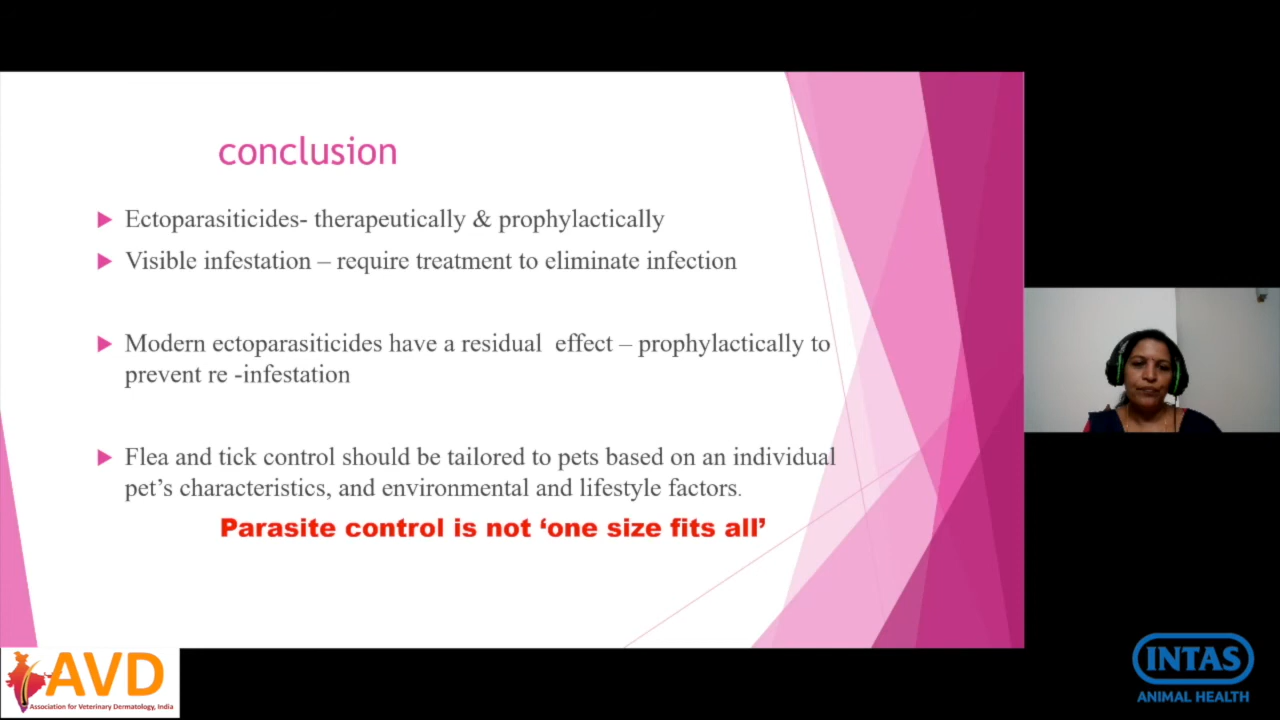 conclusion
Ectoparasiticides- therapeutically & prophylactically
Visible infestation – require treatment to eliminate infection
Modern ectoparasiticides have a residual effect – prophylactically to
prevent re -infestation
Flea and tick control should be tailored to pets based on an individual
pet’s characteristics, and environmental and lifestyle factors.
Parasite control is not ‘one size fits all’
AVD
Association for Veterinary Dermatology, India
INTAS
ANIMAL HEALTH